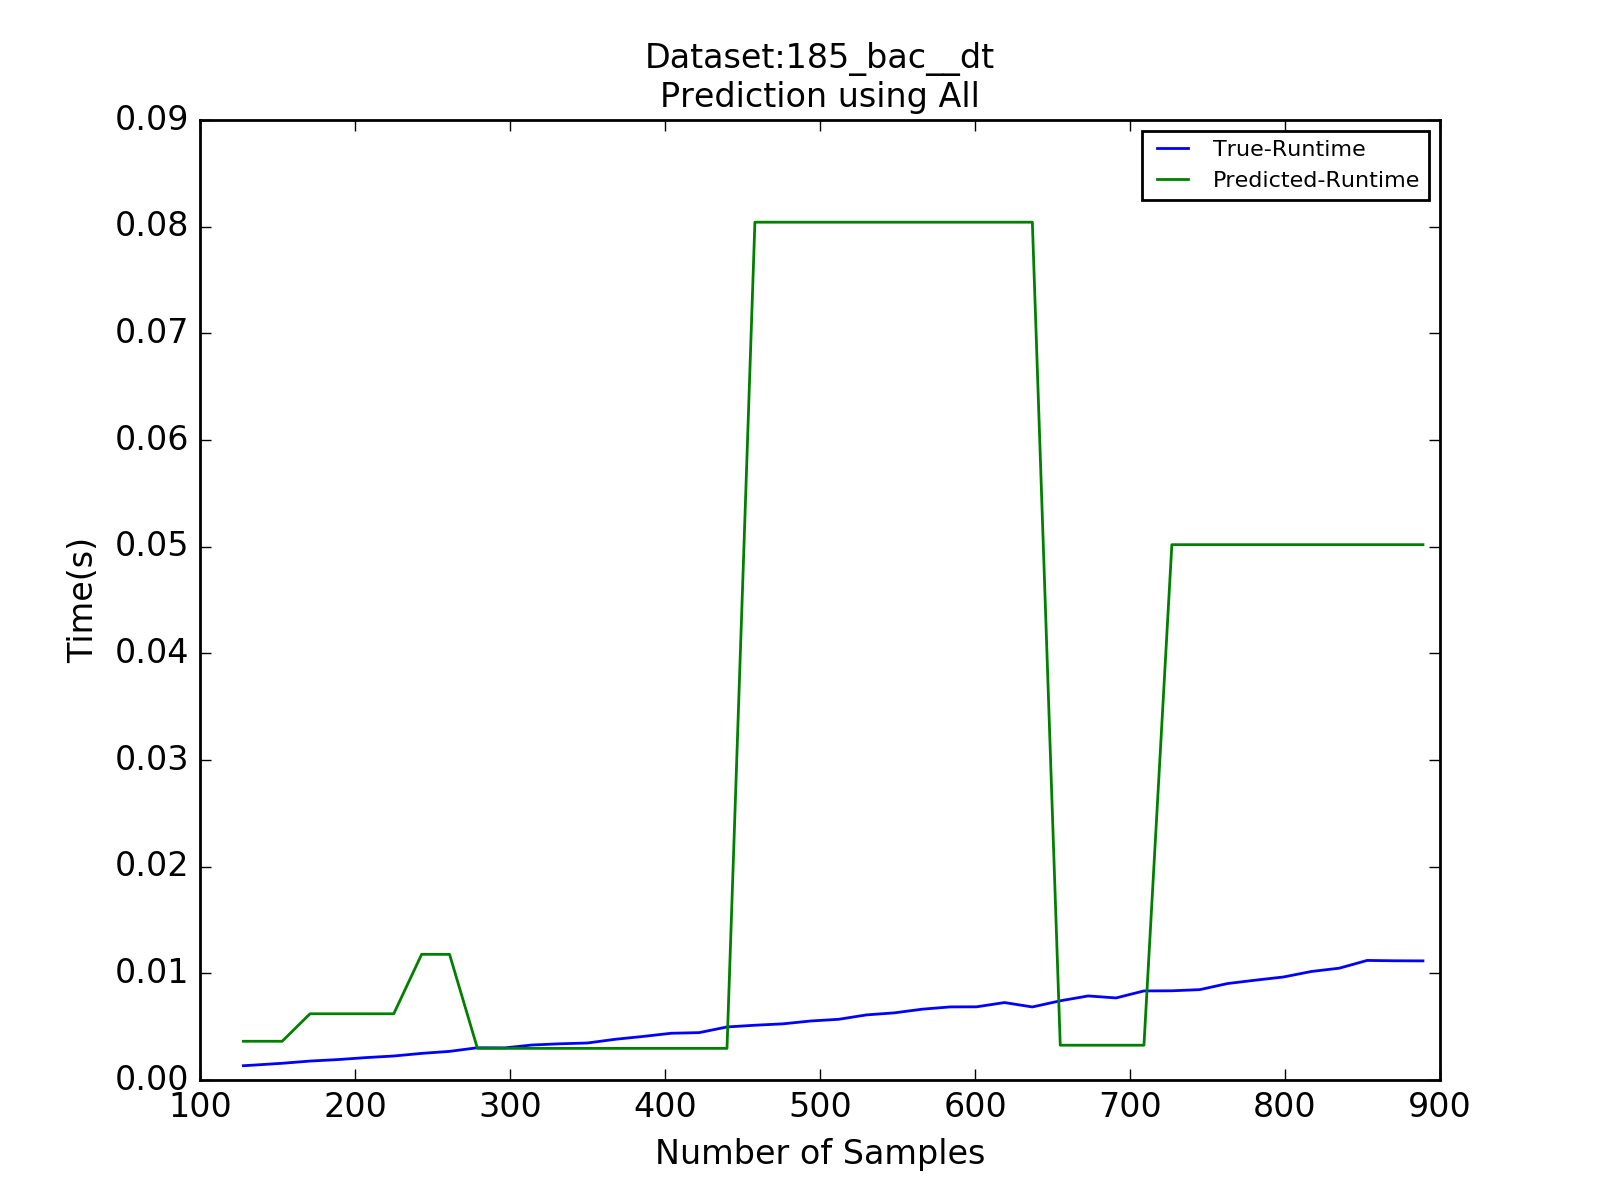 Dataset:185_bac__dt
Prediction using All
True-Runtime
Predicted-Runtime
0.09
0.08
0.07
0.06
0.05
0.04
0.03
0.02
0.01
0.00
Time(s)
100 200 300 400 500 600 700 800 900
Number of Samples